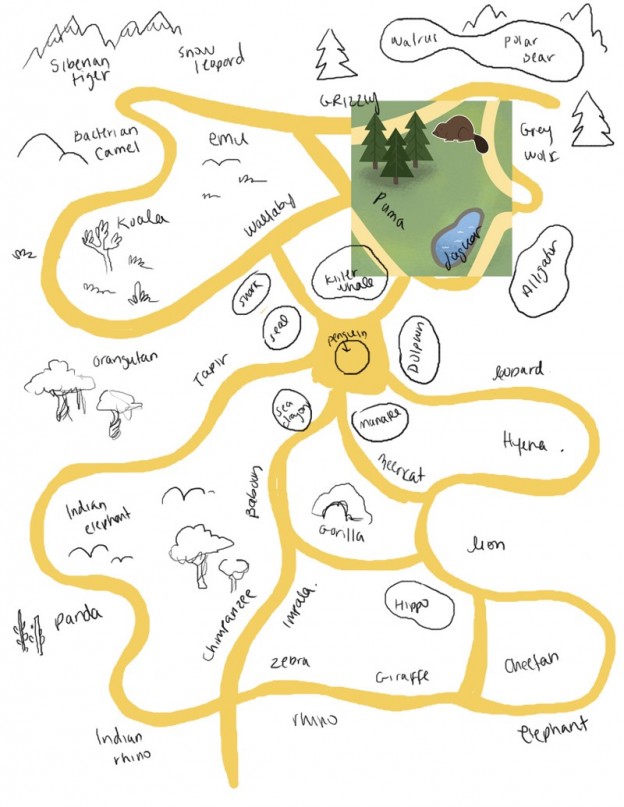 Siberian
tiger
snow
leopard
walrus
polar
bear
GRIZZLY
Bactrian
Camel
emu
Grey
wolf
Koala
Wallaby
Puma
Jaguar
Alligator
Killer
whale
shark
seal
penguin
Dolphin
Orangutan
Tapir
leopard
sea
lion
manatee
Hyena
Meerkat
Baboon
Indian
elephant
Gorilla
lion
Panda
Chimpanzee
Impala
Hippo
Zebra
Giraffe
Cheetah
rhino
Elephant
Indian
rhino